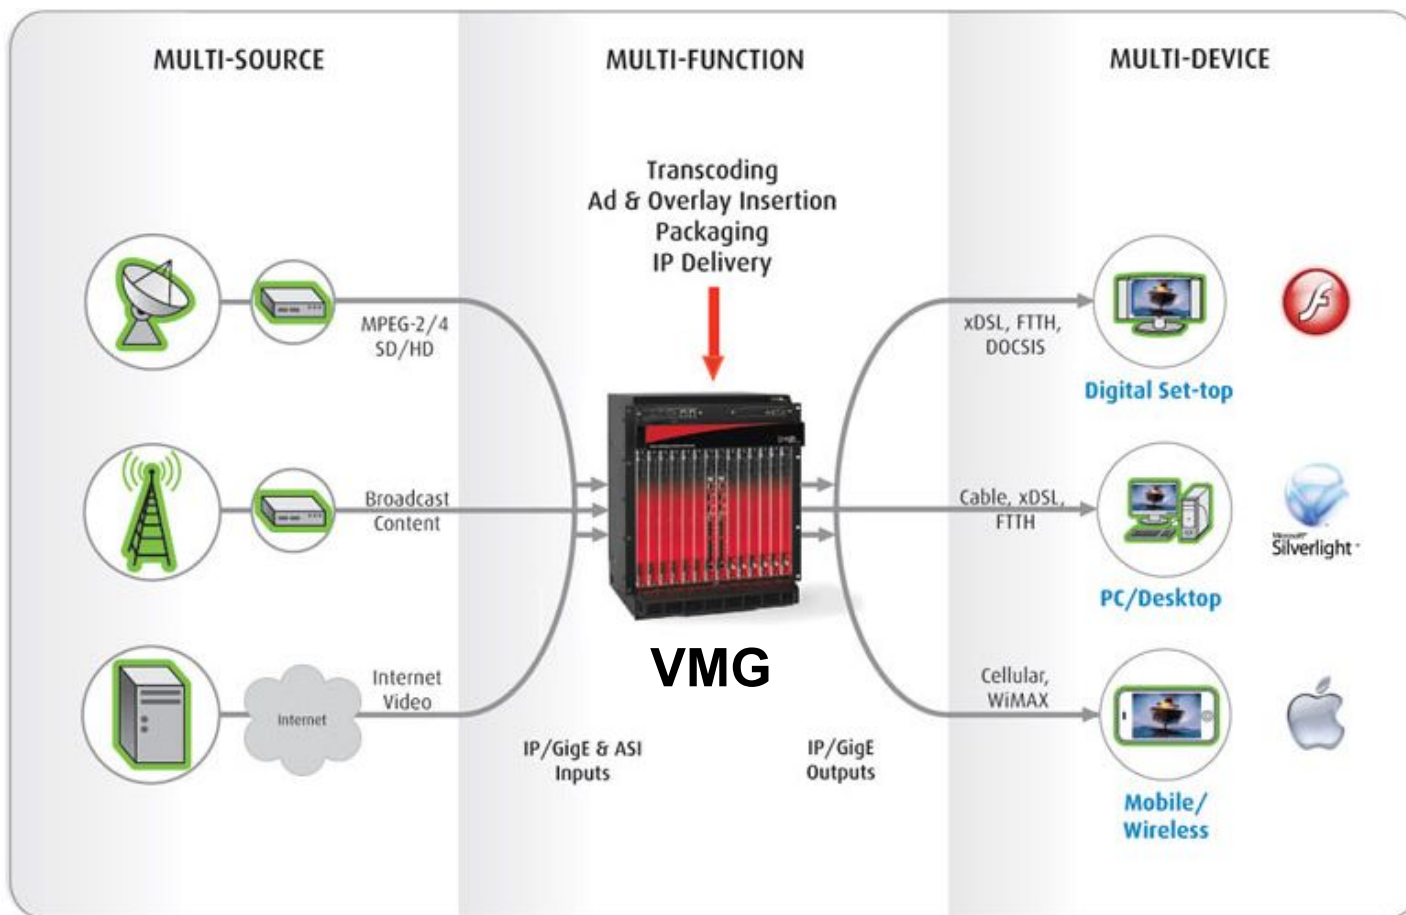 MULTI-SOURCE
MULTI-FUNCTION
MULTI-DEVICE
Transcoding
Ad & Overlay Insertion
Packaging
IP Delivery
MPEG-2/4
SD/HD
xDSL, FTTH,
DOCSIS
Digital Set-top
Broadcast
Content
Cable, xDSL,
FTTH
Microsoft
Silverlight™
PC/Desktop
VMG
Internet
Internet
Video
Cellular,
WiMAX
IP/GigE & ASI
Inputs
IP/GigE
Outputs
Mobile/
Wireless